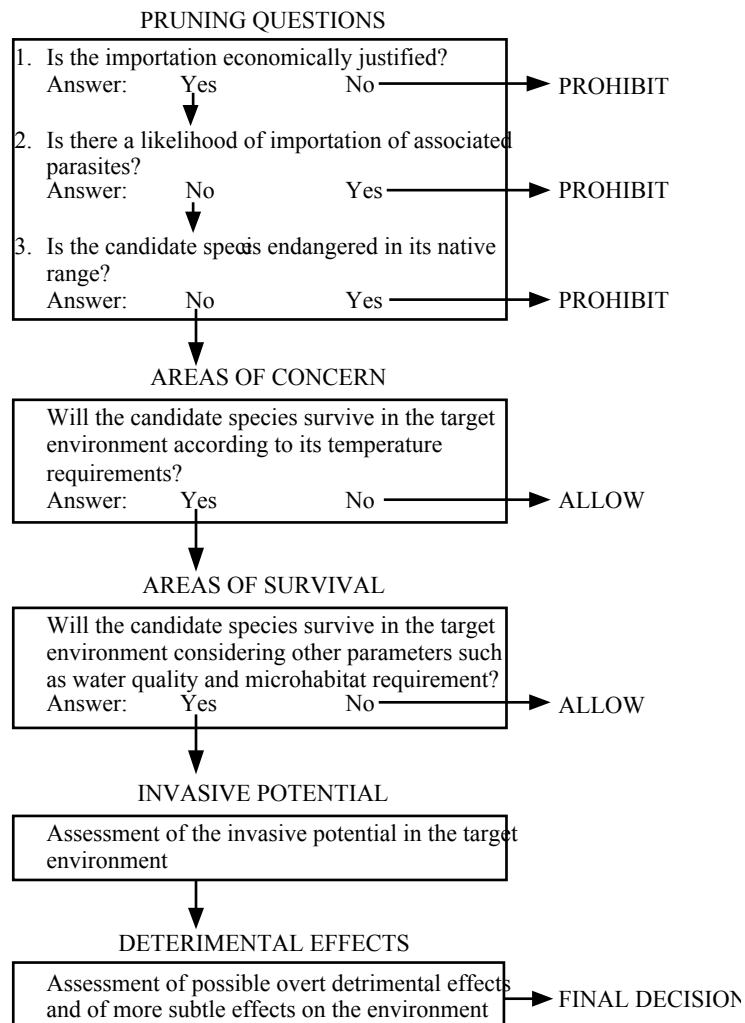 PRUNING QUESTIONS
1. Is the importation economically justified?
Answer: Yes No PROHIBIT
2. Is there a likelihood of importation of associated
parasites?
Answer: No Yes PROHIBIT
3. Is the candidate species endangered in its native
range?
Answer: No Yes PROHIBIT
AREAS OF CONCERN
Will the candidate species survive in the target
environment according to its temperature
requirements?
Answer: Yes No ALLOW
AREAS OF SURVIVAL
Will the candidate species survive in the target
environment considering other parameters such
as water quality and microhabitat requirement?
Answer: Yes No ALLOW
INVASIVE POTENTIAL
Assessment of the invasive potential in the target
environment
DETERIMENTAL EFFECTS
Assessment of possible overt detrimental effects
and of more subtle effects on the environment FINAL DECISION